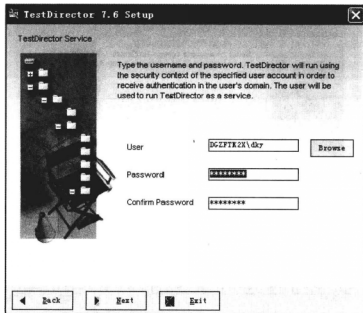 TestDirector 7.6 Setup
TestDirector Service
Type the username and password. TestDirector will run using
the security context of the specified user account in order to
receive authentication in the user's domain. The user will be
used to run TestDirector as a service.
User DGZFTK2X\dky Browse
Password ********
Confirm Password ********
Back Next Exit